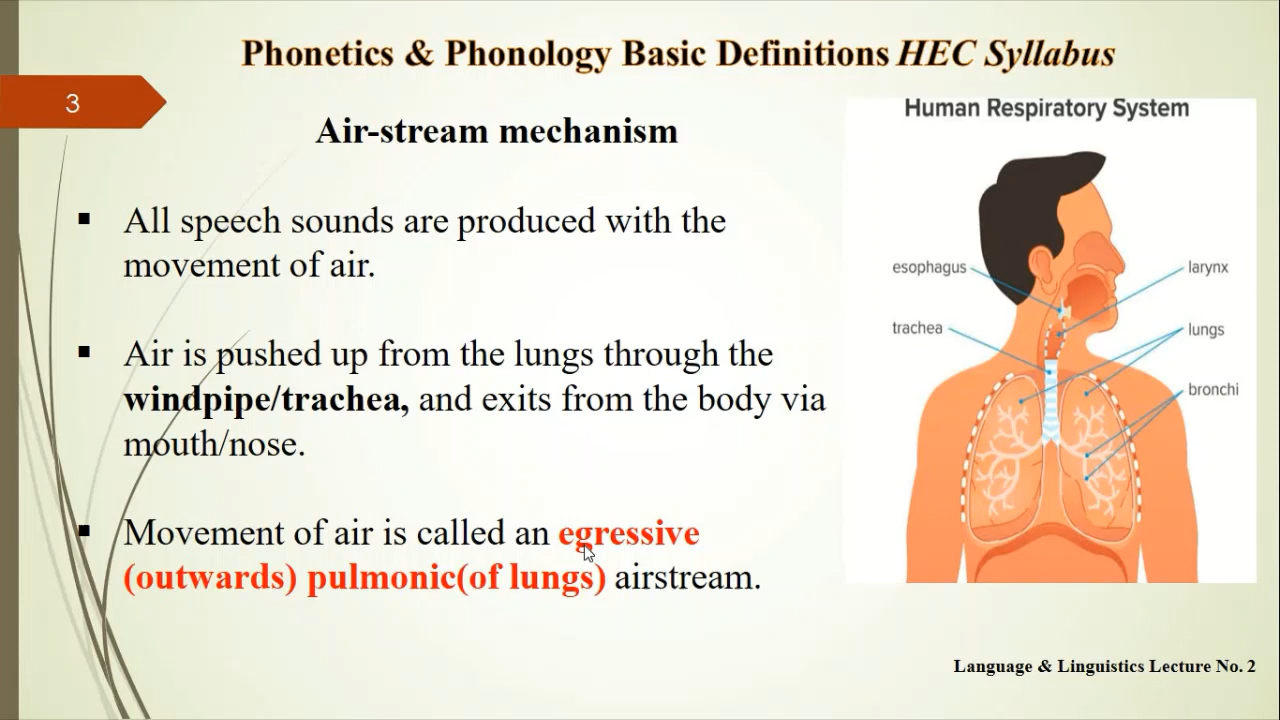 Phonetics & Phonology Basic Definitions HEC Syllabus
3
Air-stream mechanism
▪ All speech sounds are produced with the
movement of air.
▪ Air is pushed up from the lungs through the
windpipe/trachea, and exits from the body via
mouth/nose.
▪ Movement of air is called an egressive
(outwards) pulmonic(of lungs) airstream.
Human Respiratory System
esophagus
larynx
trachea
lungs
bronchi
Language & Linguistics Lecture No. 2